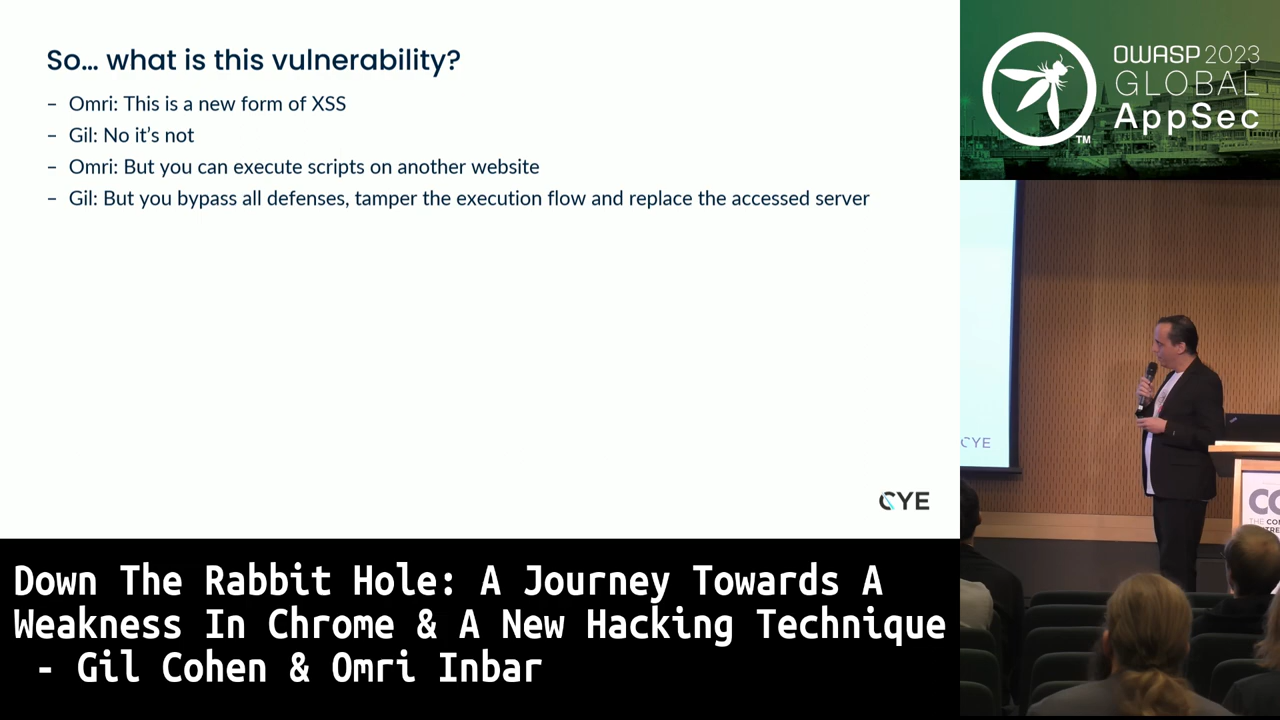 So… what is this vulnerability?
– Omri: This is a new form of XSS
– Gil: No it’s not
– Omri: But you can execute scripts on another website
– Gil: But you bypass all defenses, tamper the execution flow and replace the accessed server
CYE
Down The Rabbit Hole: A Journey Towards A
Weakness In Chrome & A New Hacking Technique
- Gil Cohen & Omri Inbar
OWASP 2023
GLOBAL
AppSec
TM
CYE